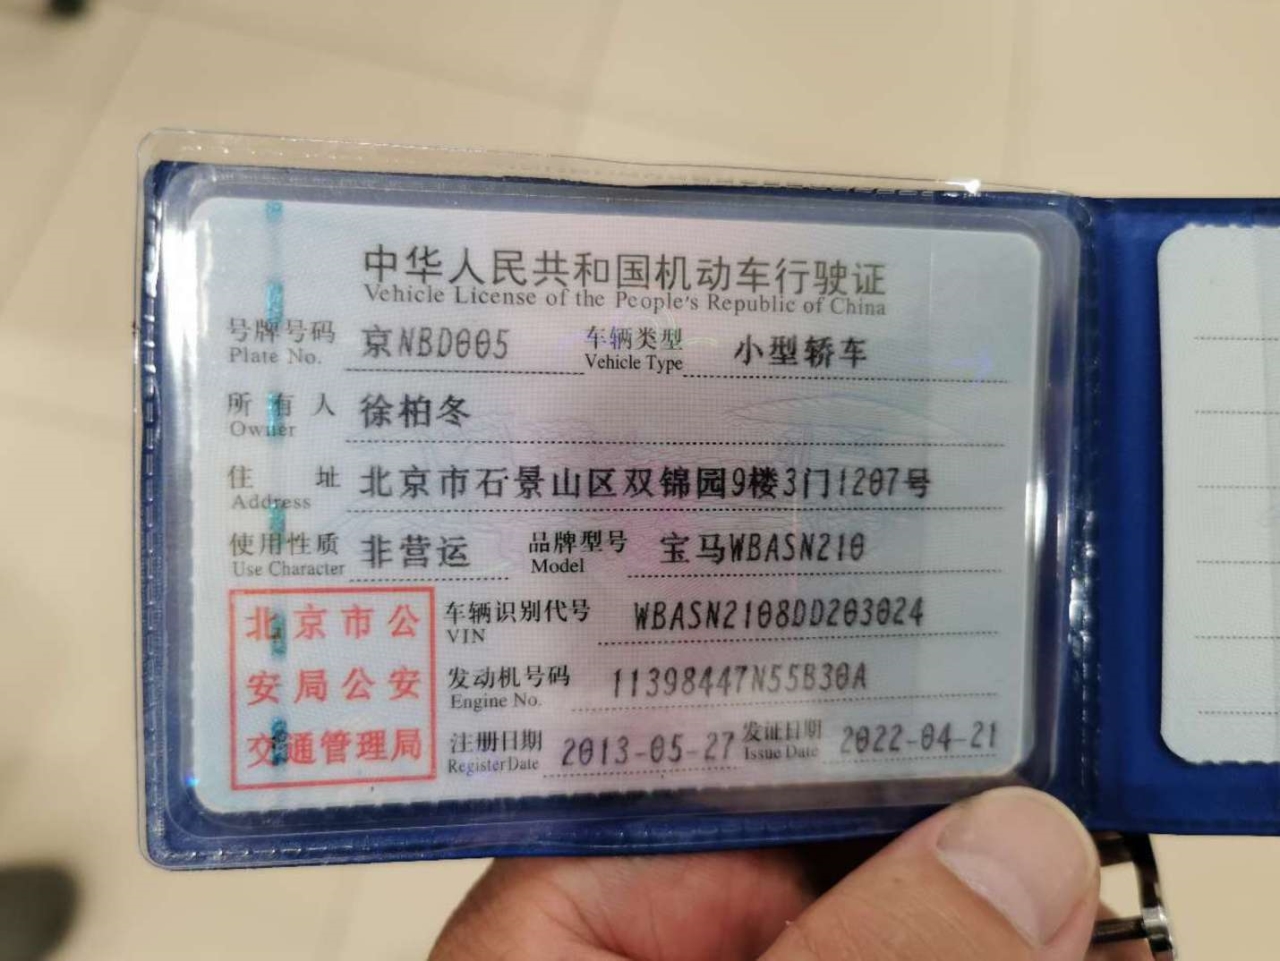 中华人民共和国机动车行驶证
Vehicle License of the People's Republic of China
号牌号码 京NBD005 车辆类型 小型轿车
Plate No. Vehicle Type
所有人 徐柏冬
Owner
住址 北京市石景山区双锦园9楼3门1207号
Address
使用性质 非营运 品牌型号 宝马WBASN210
Use Character Model
北京市公
安局公安
交通管理局
车辆识别代号 WBASN2108DD203024
VIN
发动机号码 11398447N55B30A
Engine No.
注册日期 2013-05-27 发证日期 2022-04-21
Register Date Issue Date